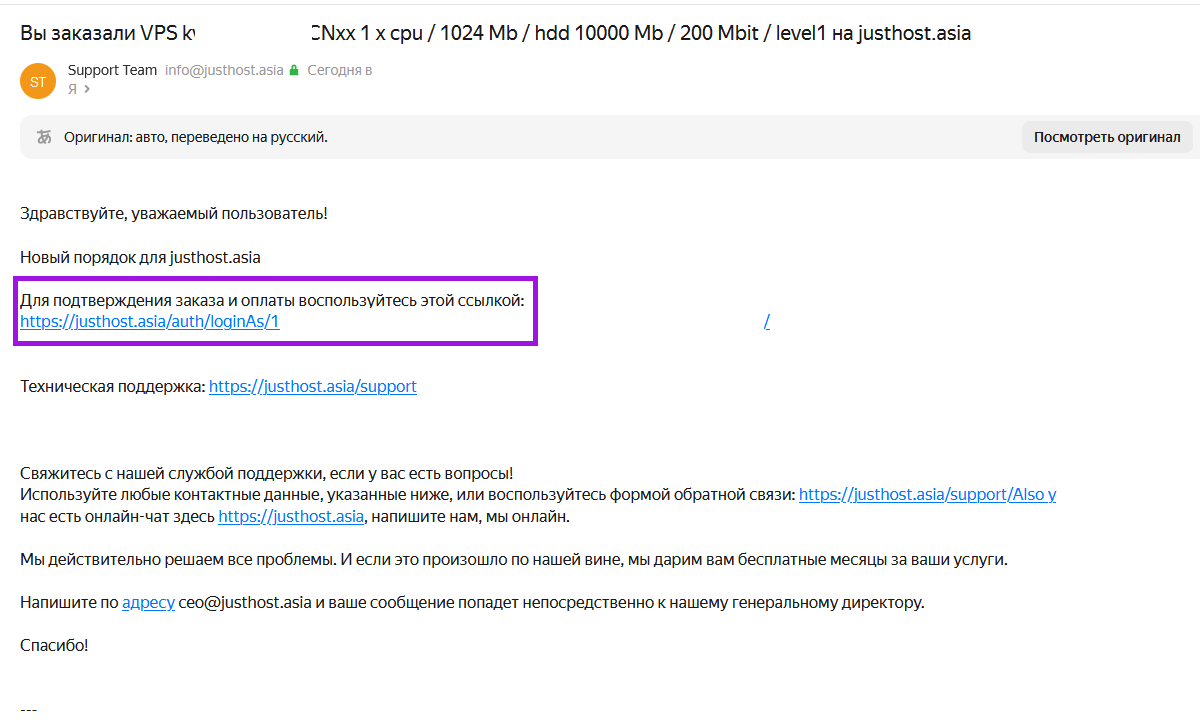 Вы заказали VPS kv CNxx 1 x cpu / 1024 Mb / hdd 10000 Mb / 200 Mbit / level1 на justhost.asia
ST
Support Team info@justhost.asia Сегодня в
Я >
Оригинал: авто, переведено на русский.
Посмотреть оригинал
Здравствуйте, уважаемый пользователь!
Новый порядок для justhost.asia
Для подтверждения заказа и оплаты воспользуйтесь этой ссылкой:
https://justhost.asia/auth/loginAs/1 /
Техническая поддержка: https://justhost.asia/support
Свяжитесь с нашей службой поддержки, если у вас есть вопросы!
Используйте любые контактные данные, указанные ниже, или воспользуйтесь формой обратной связи: https://justhost.asia/support/Also у
нас есть онлайн-чат здесь https://justhost.asia, напишите нам, мы онлайн.
Мы действительно решаем все проблемы. И если это произошло по нашей вине, мы дарим вам бесплатные месяцы за ваши услуги.
Напишите по адресу ceo@justhost.asia и ваше сообщение попадет непосредственно к нашему генеральному директору.
Спасибо!
---